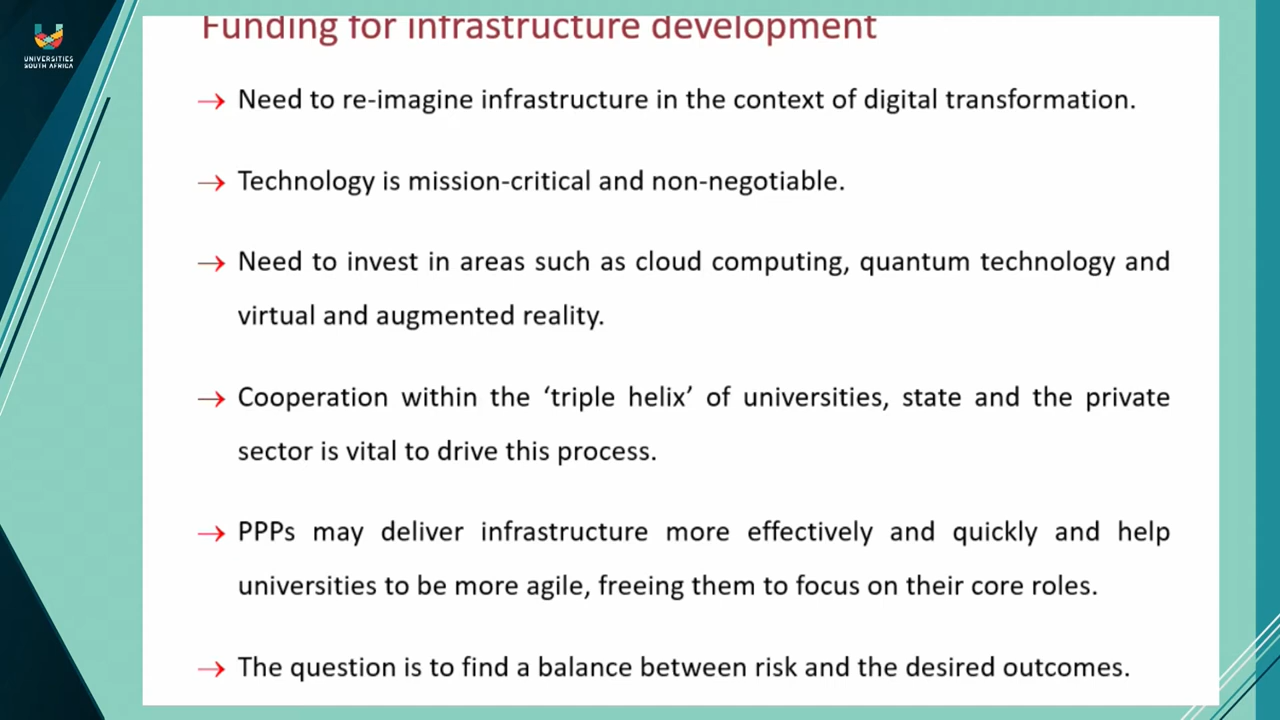 UNIVERSITIES
SOUTH AFRICA
Funding for infrastructure development
→ Need to re-imagine infrastructure in the context of digital transformation.
→ Technology is mission-critical and non-negotiable.
→ Need to invest in areas such as cloud computing, quantum technology and
virtual and augmented reality.
→ Cooperation within the ‘triple helix’ of universities, state and the private
sector is vital to drive this process.
→ PPPs may deliver infrastructure more effectively and quickly and help
universities to be more agile, freeing them to focus on their core roles.
→ The question is to find a balance between risk and the desired outcomes.